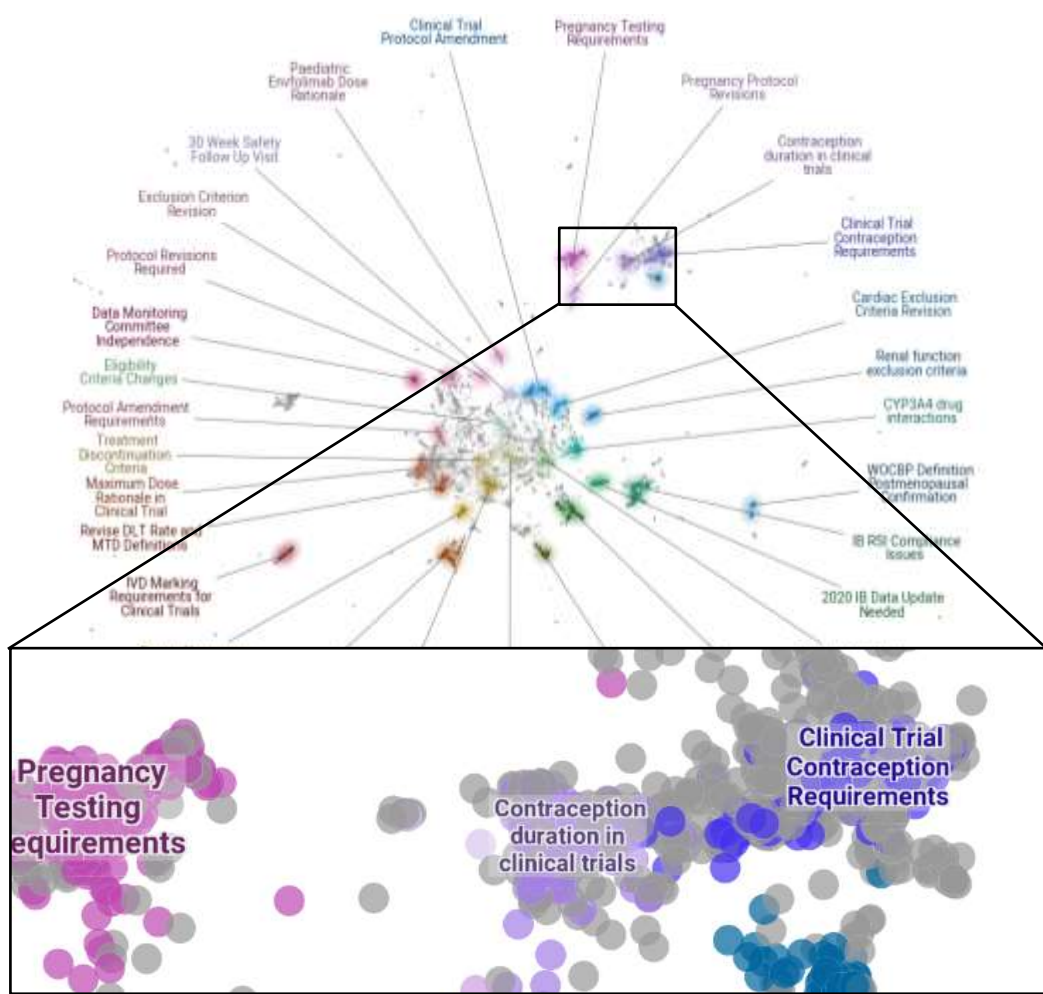 Clinical Trial
Protocol Amendment
Pregnancy Testing
Requirements
Paediatric
Envfolimab Dose
Rationale
Pregnancy Protocol
Revisions
30 Week Safety
Follow Up Visit
Contraception
duration in clinical
trials
Exclusion Criterion
Revision
Clinical Trial
Contraception
Requirements
Protocol Revisions
Required
Cardiac Exclusion
Criteria Revision
Data Monitoring
Committee
Independence
Renal function
exclusion criteria
Eligibility
Criteria Changes
CYP3A4 drug
interactions
Protocol Amendment
Requirements
Treatment
Discontinuation
Criteria
WOCBP Definition
Postmenopausal
Confirmation
Maximum Dose
Rationale in
Clinical Trial
Revise DLT Rate and
MTD Definitions
IB RSI Compliance
Issues
IVD Marking
Requirements for
Clinical Trials
2020 IB Data Update
Needed
Pregnancy
Testing
equirements
Contraception
duration in
clinical trials
Clinical Trial
Contraception
Requirements